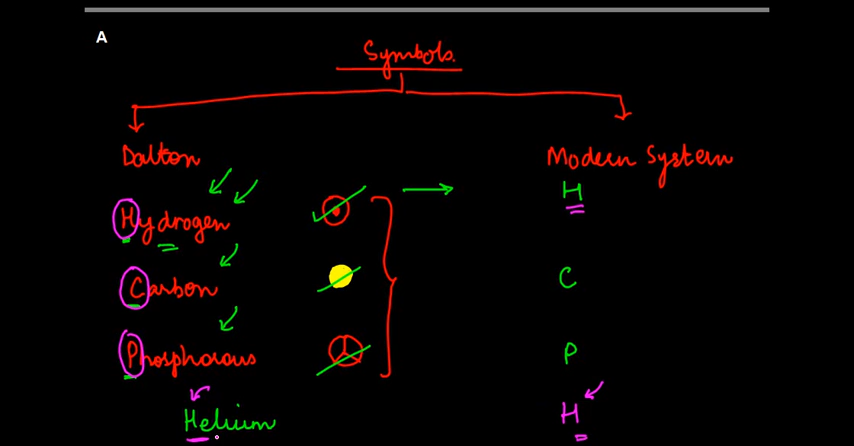 A
Symbols.
Dalton Modern System
Hydrogen H
Carbon C
Phosphorous P
Helium H